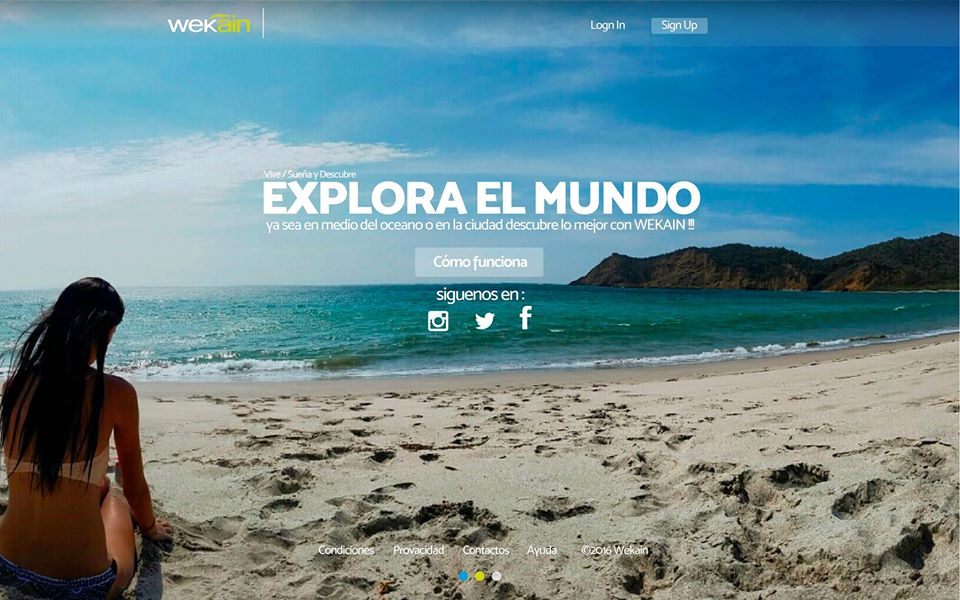 wekain
Logn In
Sign Up
Vive / Sueña y Descubre
EXPLORA EL MUNDO
ya sea en medio del oceano o en la ciudad descubre lo mejor con WEKAIN !!!
Cómo funciona
siguenos en :
Condiciones Provacidad Contactos Ayuda ©2016 Wekain